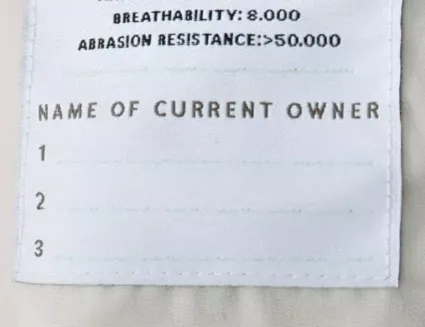 BREATHABILITY: 8.000
ABRASION RESISTANCE:>50.000
NAME OF CURRENT OWNER
1
2
3